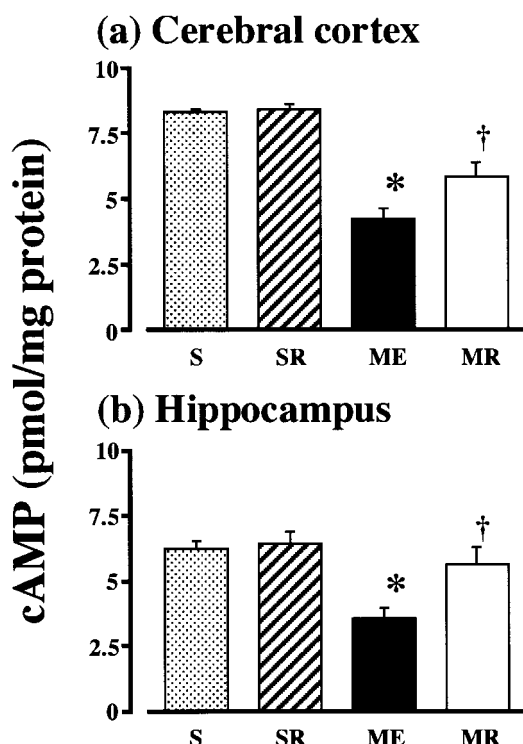 (a) Cerebral cortex
cAMP (pmol/mg protein)
10
7.5
5
2.5
0
*
†
S SR ME MR
(b) Hippocampus
10
7.5
5
2.5
0
*
†
S SR ME MR